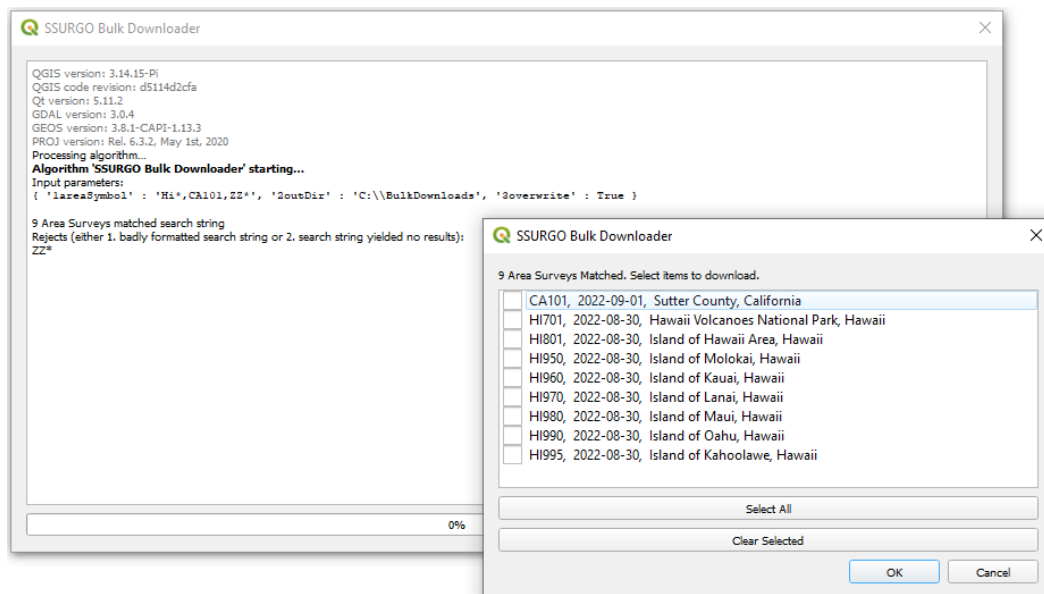 SSURGO Bulk Downloader
QGIS version: 3.14.15-Pi
QGIS code revision: d5114d2cfa
Qt version: 5.11.2
GDAL version: 3.0.4
GEOS version: 3.8.1-CAPI-1.13.3
PROJ version: Rel. 6.3.2, May 1st, 2020
Processing algorithm...
Algorithm 'SSURGO Bulk Downloader' starting...
Input parameters:
{ '1areaSymbol' : 'Hi*,CA101,ZZ*', '2outDir' : 'C:\\BulkDownloads', '3overwrite' : True }
9 Area Surveys matched search string
Rejects (either 1. badly formatted search string or 2. search string yielded no results):
ZZ*
0%
SSURGO Bulk Downloader
9 Area Surveys Matched. Select items to download.
CA101, 2022-09-01, Sutter County, California
HI701, 2022-08-30, Hawaii Volcanoes National Park, Hawaii
HI801, 2022-08-30, Island of Hawaii Area, Hawaii
HI950, 2022-08-30, Island of Molokai, Hawaii
HI960, 2022-08-30, Island of Kauai, Hawaii
HI970, 2022-08-30, Island of Lanai, Hawaii
HI980, 2022-08-30, Island of Maui, Hawaii
HI990, 2022-08-30, Island of Oahu, Hawaii
HI995, 2022-08-30, Island of Kahoolawe, Hawaii
Select All
Clear Selected
OK Cancel